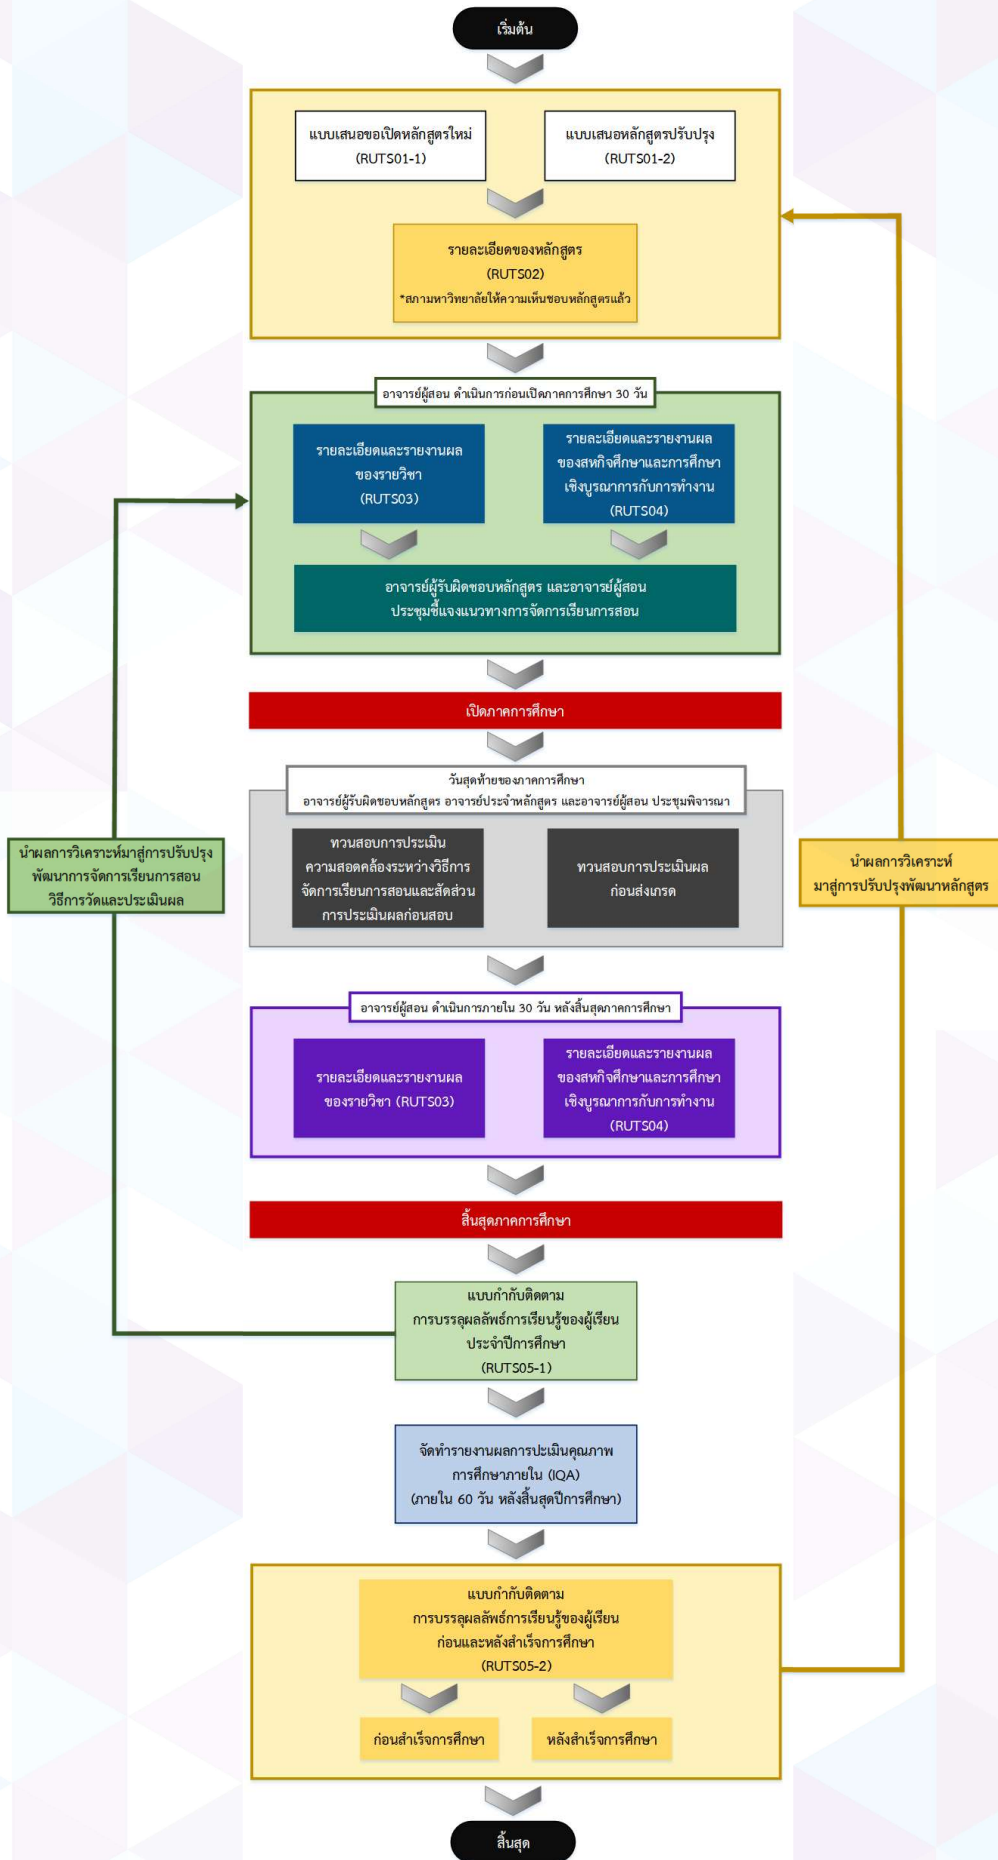 เริ่มต้น
แบบเสนอขอเปิดหลักสูตรใหม่
(RUTS01-1)
แบบเสนอหลักสูตรปรับปรุง
(RUTS01-2)
รายละเอียดของหลักสูตร
(RUTS02)
*สภามหาวิทยาลัยให้ความเห็นชอบหลักสูตรแล้ว
อาจารย์ผู้สอน ดำเนินการก่อนเปิดภาคการศึกษา 30 วัน
รายละเอียดและรายงานผล
ของรายวิชา
(RUTS03)
รายละเอียดและรายงานผล
ของสหกิจศึกษาและการศึกษา
เชิงบูรณาการกับการทำงาน
(RUTS04)
อาจารย์ผู้รับผิดชอบหลักสูตร และอาจารย์ผู้สอน
ประชุมชี้แจงแนวทางการจัดการเรียนการสอน
เปิดภาคการศึกษา
วันสุดท้ายของภาคการศึกษา
อาจารย์ผู้รับผิดชอบหลักสูตร อาจารย์ประจำหลักสูตร และอาจารย์ผู้สอน ประชุมพิจารณา
ทวนสอบการประเมิน
ความสอดคล้องระหว่างวิธีการ
จัดการเรียนการสอนและสัดส่วน
การประเมินผลก่อนสอบ
ทวนสอบการประเมินผล
ก่อนส่งเกรด
นำผลการวิเคราะห์มาสู่การปรับปรุง
พัฒนาการจัดการเรียนการสอน
วิธีการวัดและประเมินผล
นำผลการวิเคราะห์
มาสู่การปรับปรุงพัฒนาหลักสูตร
อาจารย์ผู้สอน ดำเนินการภายใน 30 วัน หลังสิ้นสุดภาคการศึกษา
รายละเอียดและรายงานผล
ของรายวิชา (RUTS03)
รายละเอียดและรายงานผล
ของสหกิจศึกษาและการศึกษา
เชิงบูรณาการกับการทำงาน
(RUTS04)
สิ้นสุดภาคการศึกษา
แบบกำกับติดตาม
การบรรลุผลลัพธ์การเรียนรู้ของผู้เรียน
ประจำปีการศึกษา
(RUTS05-1)
จัดทำรายงานผลการปะเมินคุณภาพ
การศึกษาภายใน (IQA)
(ภายใน 60 วัน หลังสิ้นสุดปีการศึกษา)
แบบกำกับติดตาม
การบรรลุผลลัพธ์การเรียนรู้ของผู้เรียน
ก่อนและหลังสำเร็จการศึกษา
(RUTS05-2)
ก่อนสำเร็จการศึกษา
หลังสำเร็จการศึกษา
สิ้นสุด